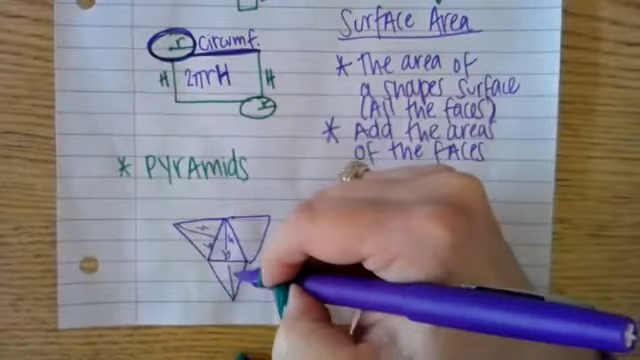 Surface Area
r circumf.
H 2πrH H
r
* The area of
a shapes surface
(All the faces)
* Add the areas
of the faces
* Pyramids